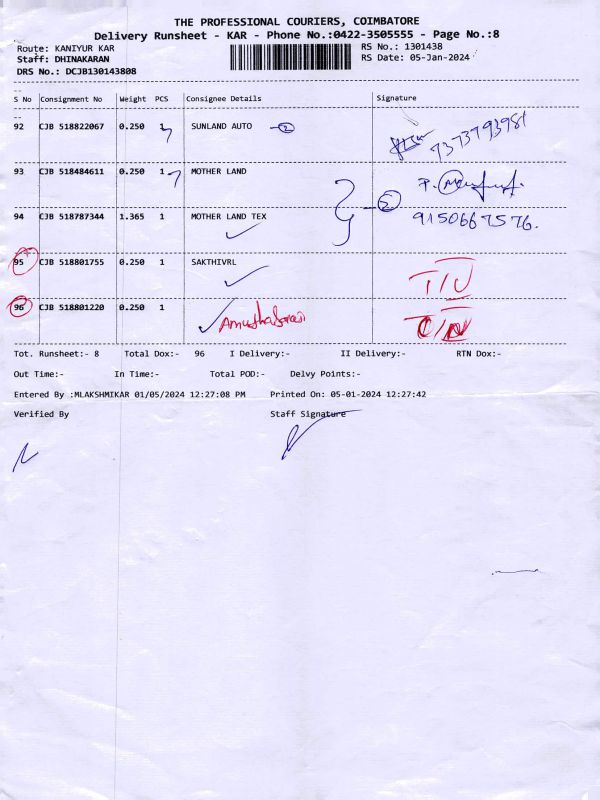 THE PROFESSIONAL COURIERS, COIMBATORE
Delivery Runsheet - KAR - Phone No.:0422-3505555 - Page No.:8
Route: KANIYUR KAR RS No.: 1301438
Staff: DHINAKARAN RS Date: 05-Jan-2024
DRS No.: DCJB130143808
S No Consignment No Weight PCS Consignee Details Signature
92 CJB 518822067 0.250 1 SUNLAND AUTO 2 7373793981
93 CJB 518484611 0.250 1 MOTHER LAND
94 CJB 518787344 1.365 1 MOTHER LAND TEX 2 9150667576.
95 CJB 518801755 0.250 1 SAKTHIVRL T/U
96 CJB 518801220 0.250 1
Tot. Runsheet:- 8 Total Dox:- 96 I Delivery:- II Delivery:- RTN Dox:-
Out Time:- In Time:- Total POD:- Delvy Points:-
Entered By :MLAKSHMIKAR 01/05/2024 12:27:08 PM Printed On: 05-01-2024 12:27:42
Verified By Staff Signature